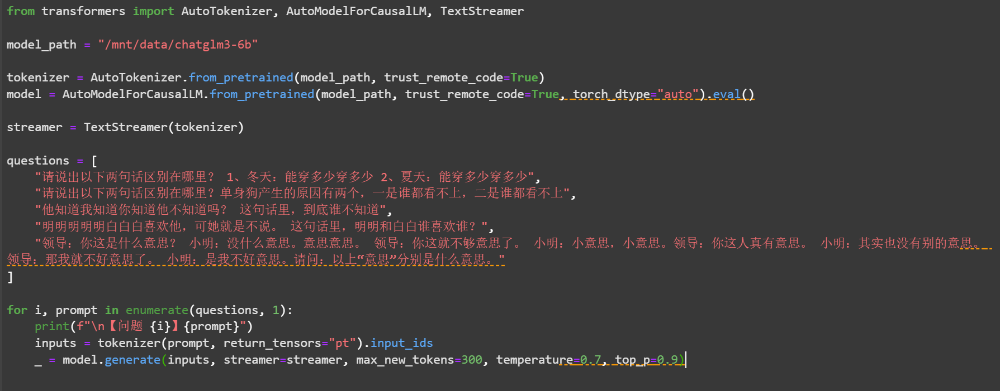 from transformers import AutoTokenizer, AutoModelForCausalLM, TextStreamer
model_path = "/mnt/data/chatglm3-6b"
tokenizer = AutoTokenizer.from_pretrained(model_path, trust_remote_code=True)
model = AutoModelForCausalLM.from_pretrained(model_path, trust_remote_code=True, torch_dtype="auto").eval()
streamer = TextStreamer(tokenizer)
questions = [
    "请说出以下两句话区别在哪里？ 1、冬天：能穿多少穿多少 2、夏天：能穿多少穿多少",
    "请说出以下两句话区别在哪里？单身狗产生的原因有两个，一是谁都看不上，二是谁都看不上",
    "他知道我知道你知道他不知道吗？ 这句话里，到底谁不知道",
    "明明明明明白白白喜欢他，可她就是不说。 这句话里，明明和白白谁喜欢谁？",
    "领导：你这是什么意思？ 小明：没什么意思。意思意思。 领导：你这就不够意思了。 小明：小意思，小意思。领导：你这人真有意思。 小明：其实也没有别的意思。
领导：那我就不好意思了。 小明：是我不好意思。请问：以上“意思”分别是什么意思。"
]
for i, prompt in enumerate(questions, 1):
    print(f"\n【问题 {i}】{prompt}")
    inputs = tokenizer(prompt, return_tensors="pt").input_ids
    _ = model.generate(inputs, streamer=streamer, max_new_tokens=300, temperature=0.7, top_p=0.9)